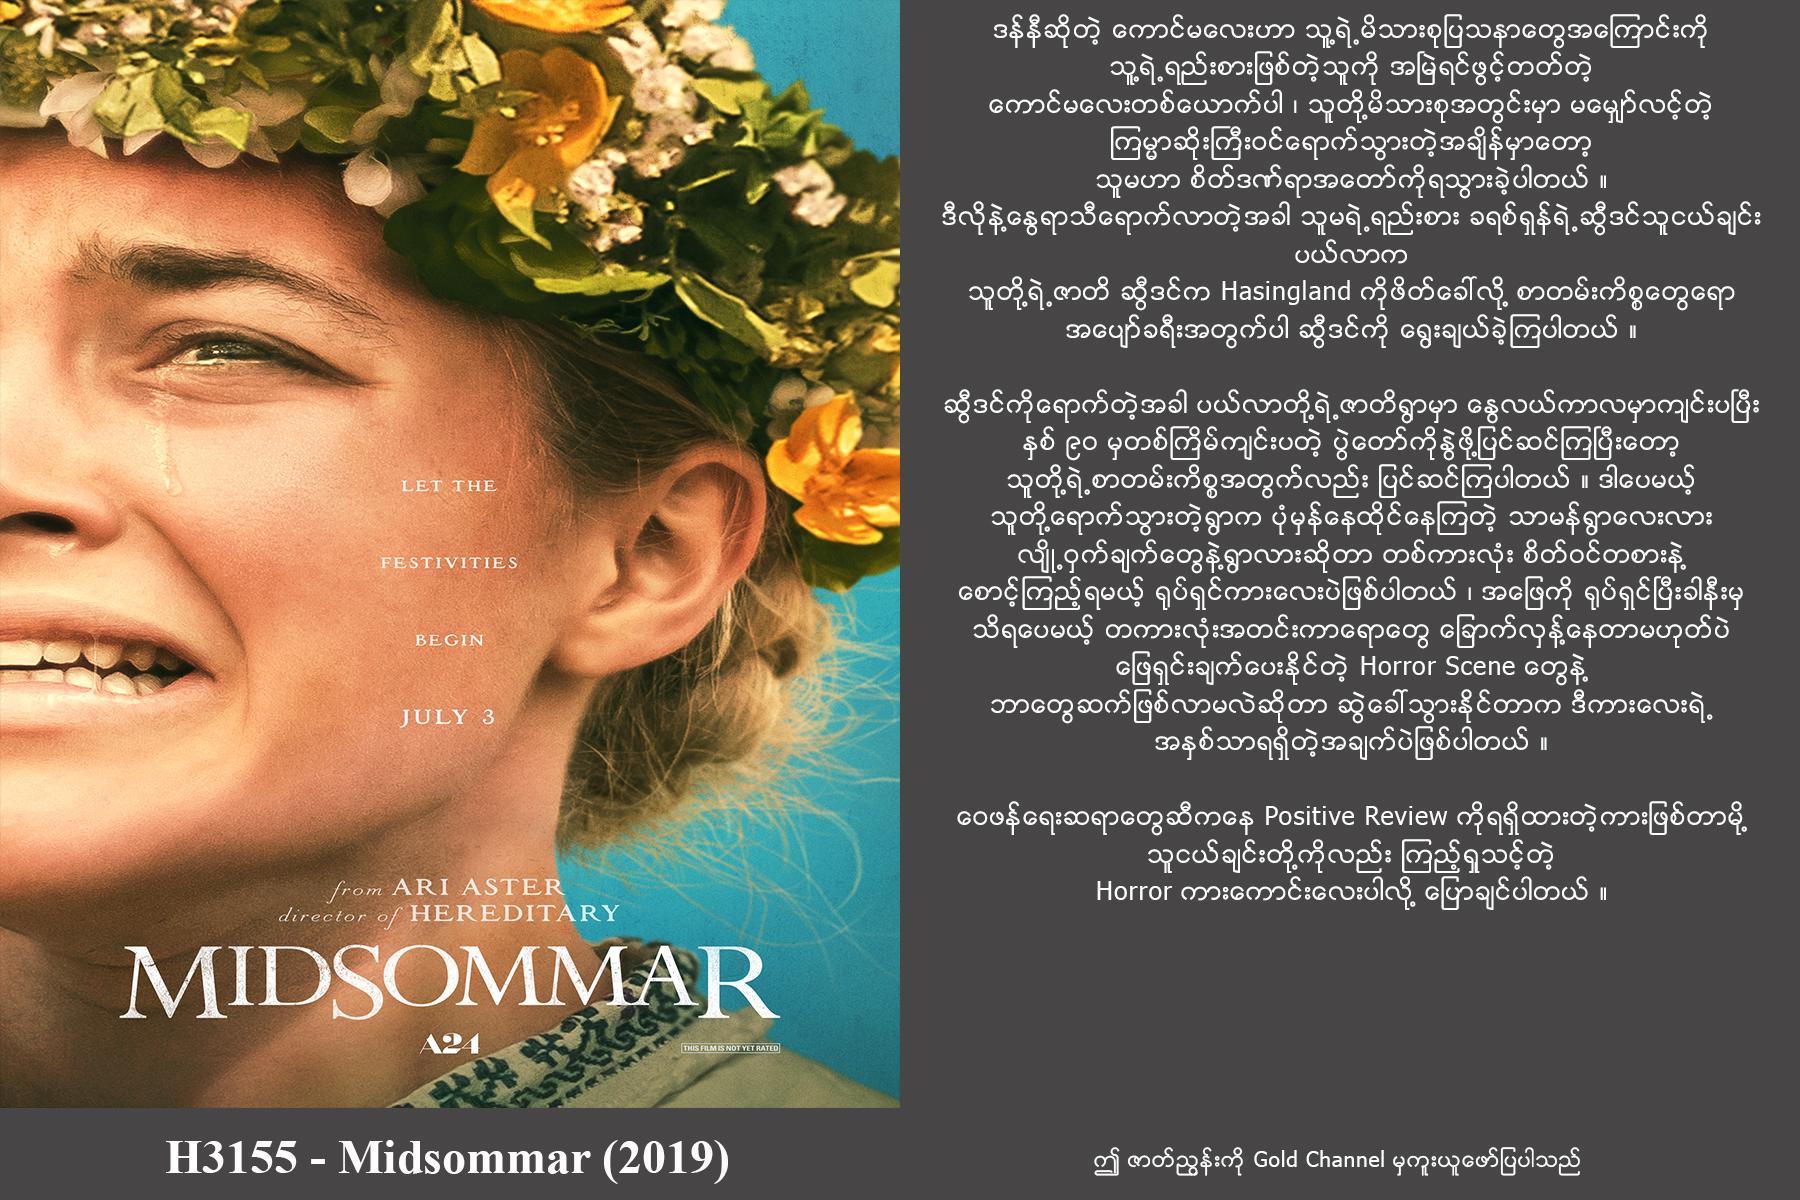 LET THE
FESTIVITIES
BEGIN
JULY 3
from ARI ASTER
director of HEREDITARY
MIDSOMMAR
A24
THIS FILM IS NOT YET RATED
H3155 - Midsommar (2019)
ဒန်နီဆိုတဲ့ ကောင်မလေးဟာ သူ့ရဲ့မိသားစုပြသနာတွေအကြောင်းကို
သူ့ရဲ့ရည်းစားဖြစ်တဲ့သူကို အမြဲရင်ဖွင့်တတ်တဲ့
ကောင်မလေးတစ်ယောက်ပါ ၊ သူတို့မိသားစုအတွင်းမှာ မမျှော်လင့်တဲ့
ကြမ္မာဆိုးကြီးဝင်ရောက်သွားတဲ့အချိန်မှာတော့
သူမဟာ စိတ်ဒဏ်ရာအတော်ကိုရသွားခဲ့ပါတယ် ။
ဒီလိုနဲ့နွေရာသီရောက်လာတဲ့အခါ သူမရဲ့ရည်းစား ခရစ်ရှန်ရဲ့ဆွီဒင်သူငယ်ချင်း
ပယ်လာက
သူတို့ရဲ့ဇာတိ ဆွီဒင်က Hasingland ကိုဖိတ်ခေါ်လို့ စာတမ်းကိစ္စတွေရော
အပျော်ခရီးအတွက်ပါ ဆွီဒင်ကို ရွေးချယ်ခဲ့ကြပါတယ် ။
ဆွီဒင်ကိုရောက်တဲ့အခါ ပယ်လာတို့ရဲ့ဇာတိရွာမှာ နွေလယ်ကာလမှာကျင်းပပြီး
နှစ် ၉၀ မှတစ်ကြိမ်ကျင်းပတဲ့ ပွဲတော်ကိုနွှဲဖို့ပြင်ဆင်ကြပြီးတော့
သူတို့ရဲ့စာတမ်းကိစ္စအတွက်လည်း ပြင်ဆင်ကြပါတယ် ။ ဒါပေမယ့်
သူတို့ရောက်သွားတဲ့ရွာက ပုံမှန်နေထိုင်နေကြတဲ့ သာမန်ရွာလေးလား
လျို့ဝှက်ချက်တွေနဲ့ရွာလားဆိုတာ တစ်ကားလုံး စိတ်ဝင်တစားနဲ့
စောင့်ကြည့်ရမယ့် ရုပ်ရှင်ကားလေးပဲဖြစ်ပါတယ် ၊ အဖြေကို ရုပ်ရှင်ပြီးခါနီးမှ
သိရပေမယ့် တကားလုံးအတင်းကာရောတွေ ခြောက်လှန့်နေတာမဟုတ်ပဲ
ဖြေရှင်းချက်ပေးနိုင်တဲ့ Horror Scene တွေနဲ့
ဘာတွေဆက်ဖြစ်လာမလဲဆိုတာ ဆွဲခေါ်သွားနိုင်တာက ဒီကားလေးရဲ့
အနှစ်သာရရှိတဲ့အချက်ပဲဖြစ်ပါတယ် ။
ဝေဖန်ရေးဆရာတွေဆီကနေ Positive Review ကိုရရှိထားတဲ့ကားဖြစ်တာမို့
သူငယ်ချင်းတို့ကိုလည်း ကြည့်ရှုသင့်တဲ့
Horror ကားကောင်းလေးပါလို့ ပြောချင်ပါတယ် ။
ဤ ဇာတ်ညွှန်းကို Gold Channel မှကူးယူဖော်ပြပါသည်